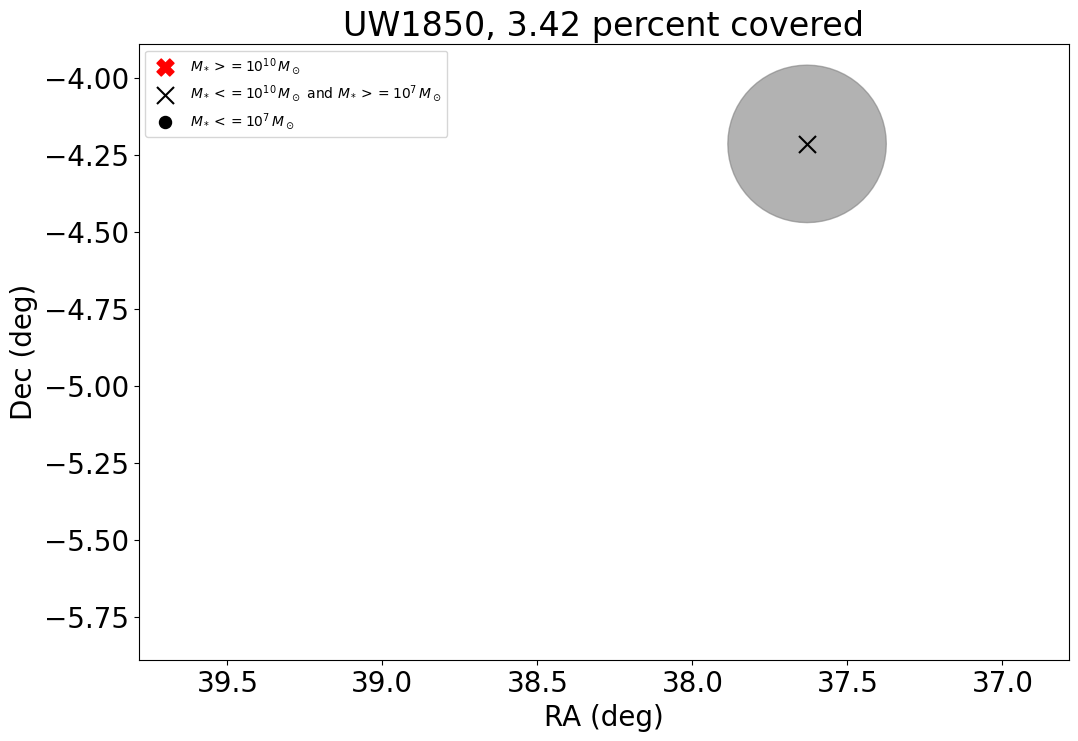 UW1850, 3.42 percent covered
M* >= 10^10 M⊙
M* <= 10^10 M⊙ and M* >= 10^7 M⊙
M* <= 10^7 M⊙
−4.00
−4.25
−4.50
−4.75
−5.00
−5.25
−5.50
−5.75
Dec (deg)
39.5 39.0 38.5 38.0 37.5 37.0
RA (deg)